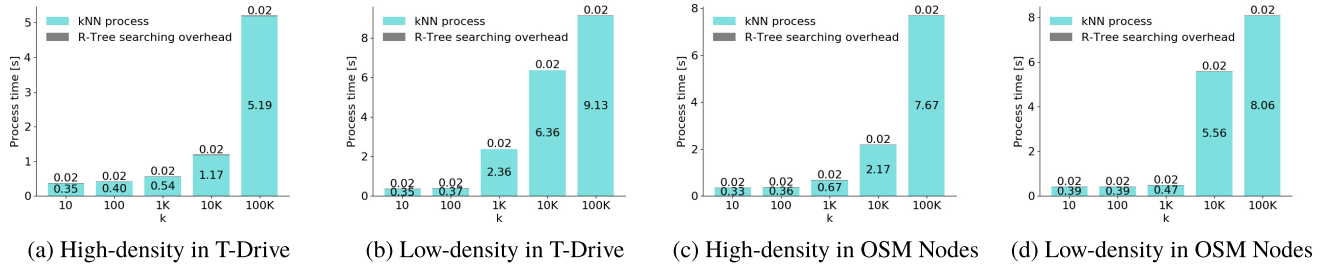 kNN process
R-Tree searching overhead
Process time [s]
5
4
3
2
1
0
0.02
0.35
0.02
0.40
0.02
0.54
0.02
1.17
0.02
5.19
10 100 1K 10K 100K
k
(a) High-density in T-Drive
kNN process
R-Tree searching overhead
Process time [s]
8
6
4
2
0
0.02
0.35
0.02
0.37
0.02
2.36
0.02
6.36
0.02
9.13
10 100 1K 10K 100K
k
(b) Low-density in T-Drive
kNN process
R-Tree searching overhead
Process time [s]
8
6
4
2
0
0.02
0.33
0.02
0.36
0.02
0.67
0.02
2.17
0.02
7.67
10 100 1K 10K 100K
k
(c) High-density in OSM Nodes
kNN process
R-Tree searching overhead
Process time [s]
8
6
4
2
0
0.02
0.39
0.02
0.39
0.02
0.47
0.02
5.56
0.02
8.06
10 100 1K 10K 100K
k
(d) Low-density in OSM Nodes